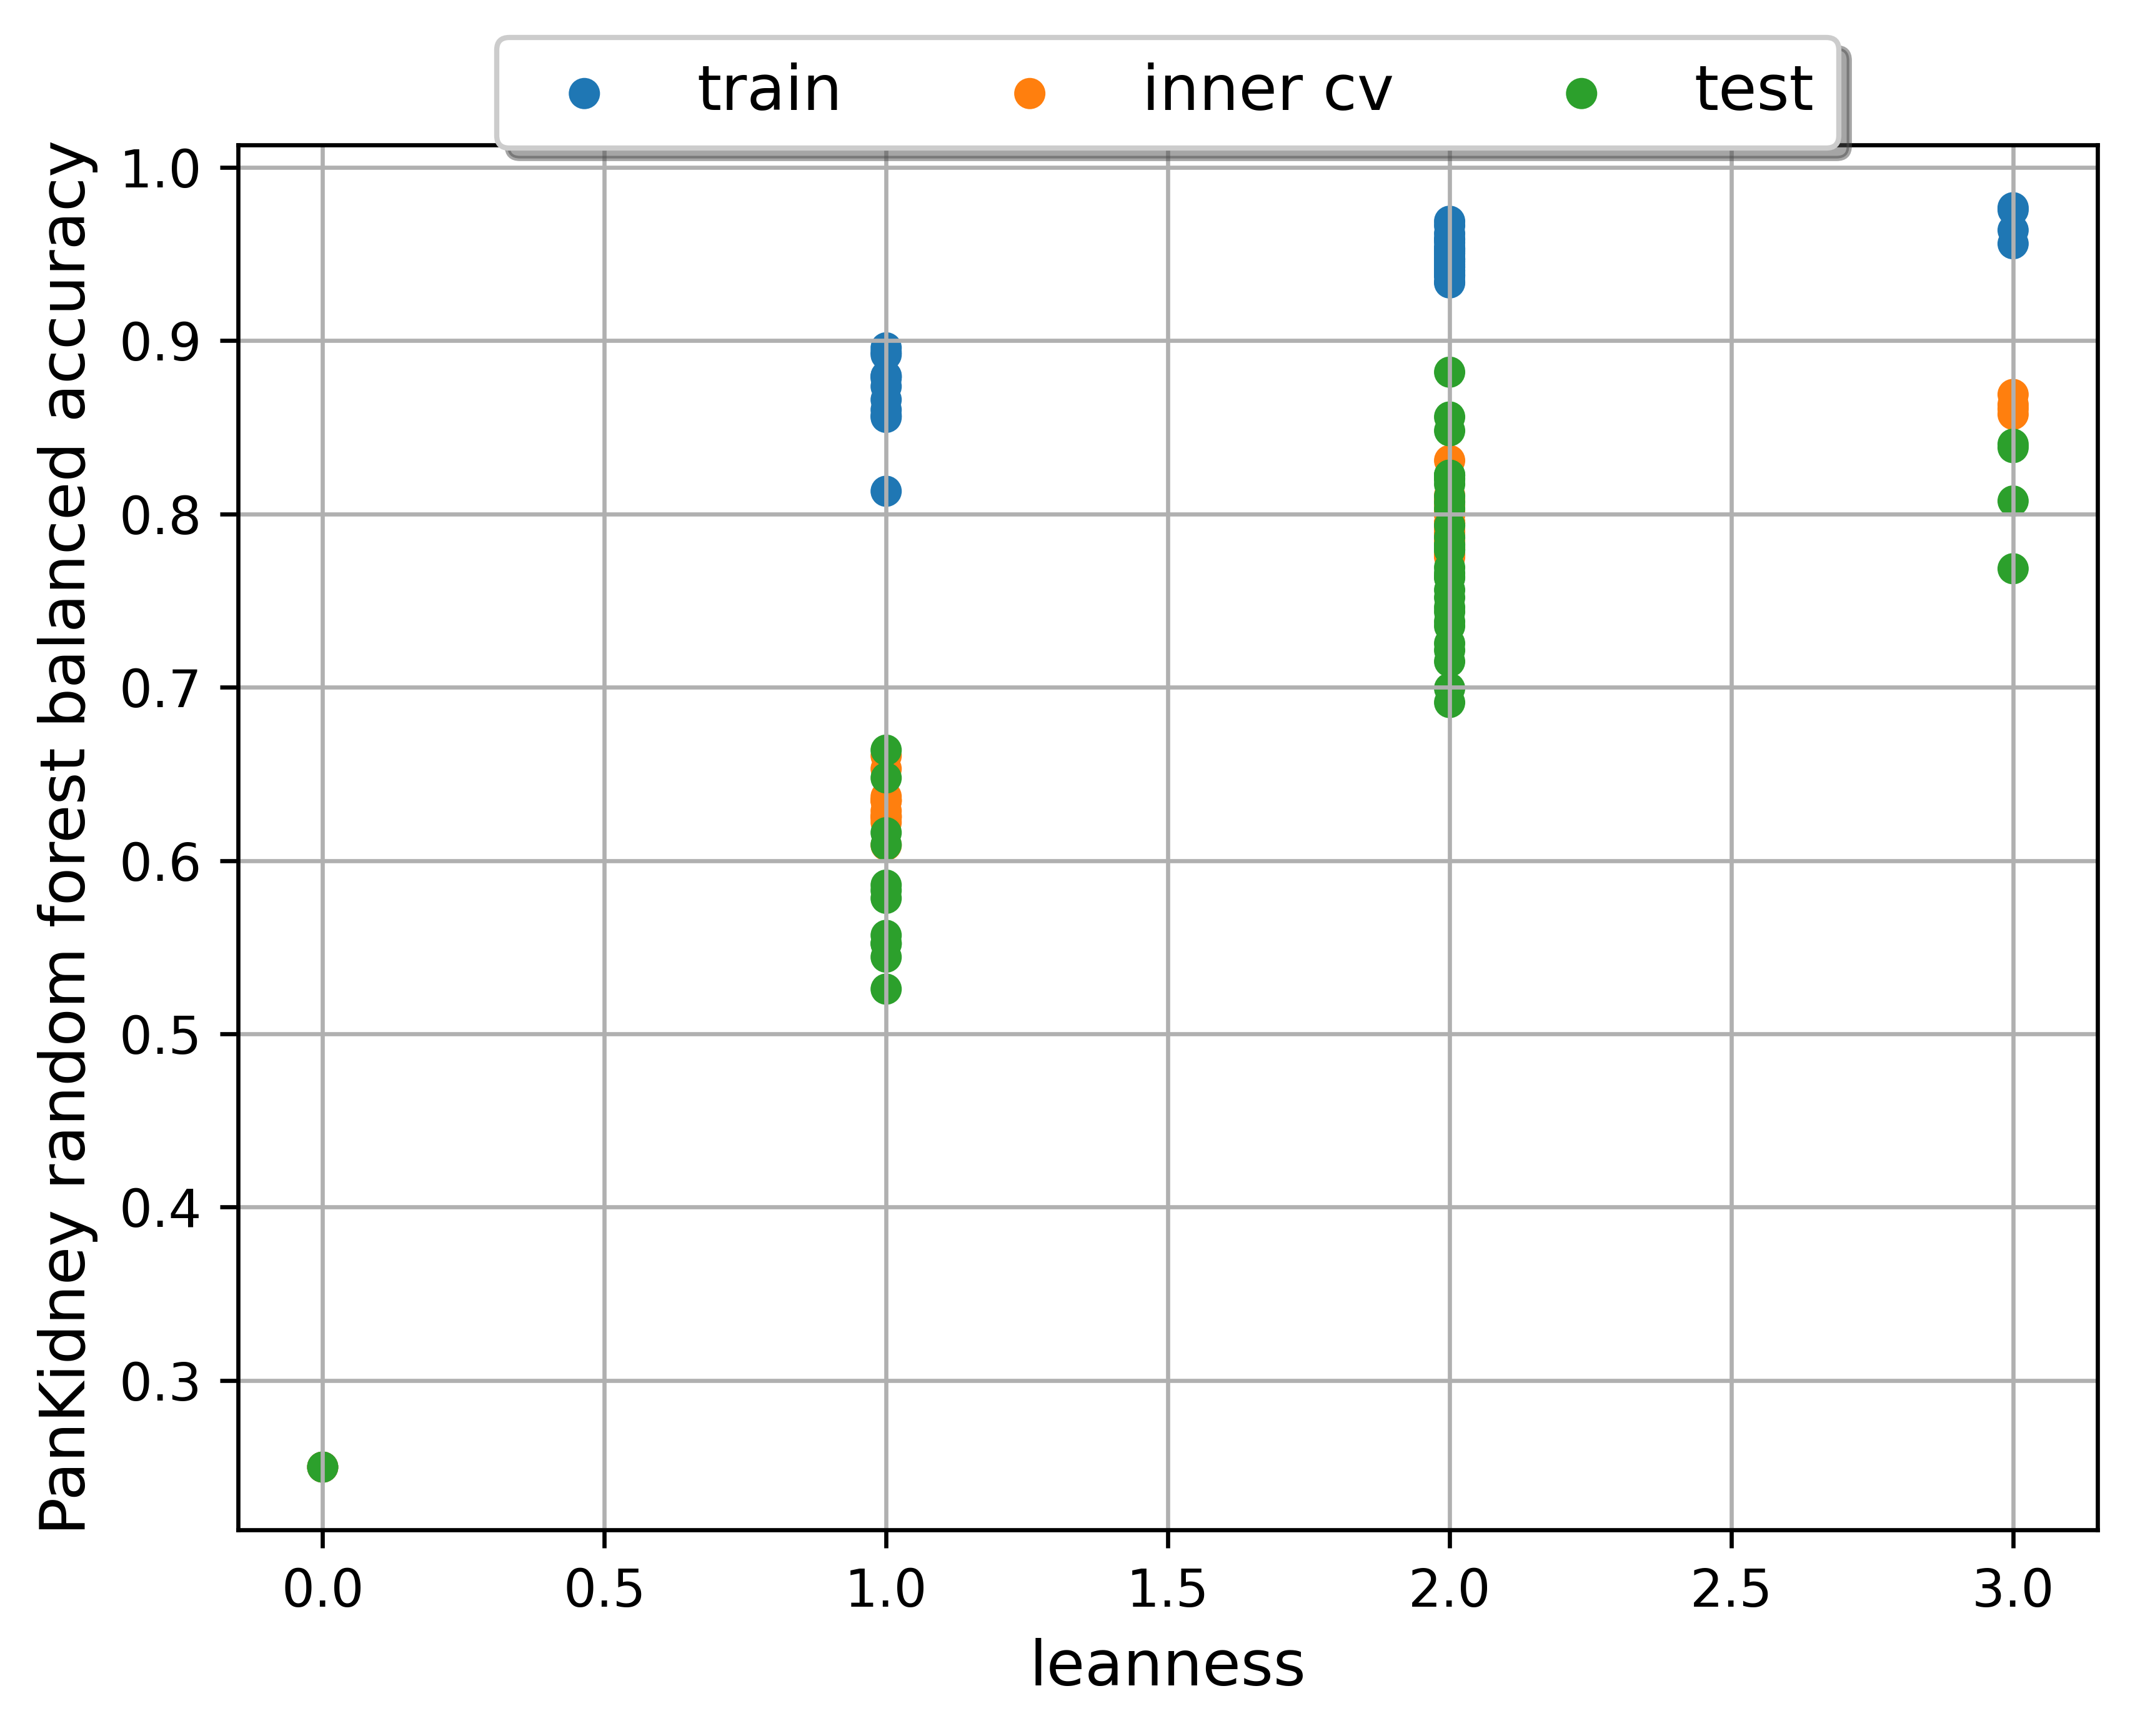 train inner cv test
PanKidney random forest balanced accuracy
1.0
0.9
0.8
0.7
0.6
0.5
0.4
0.3
0.0 0.5 1.0 1.5 2.0 2.5 3.0
leanness